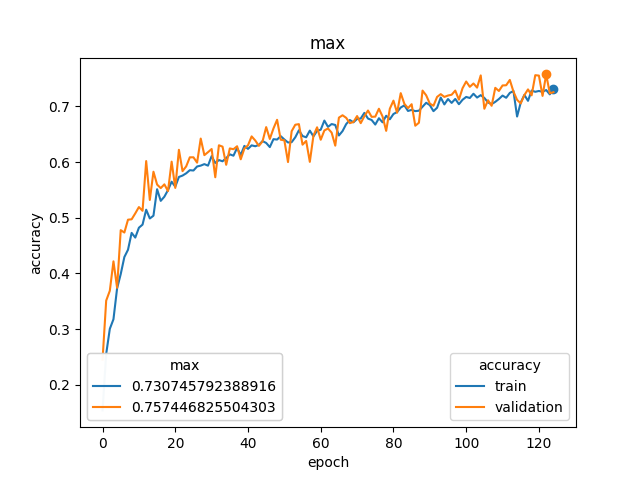 max
accuracy
0.7
0.6
0.5
0.4
0.3
0.2
max
0.730745792388916
0.757446825504303
accuracy
train
validation
0 20 40 60 80 100 120
epoch